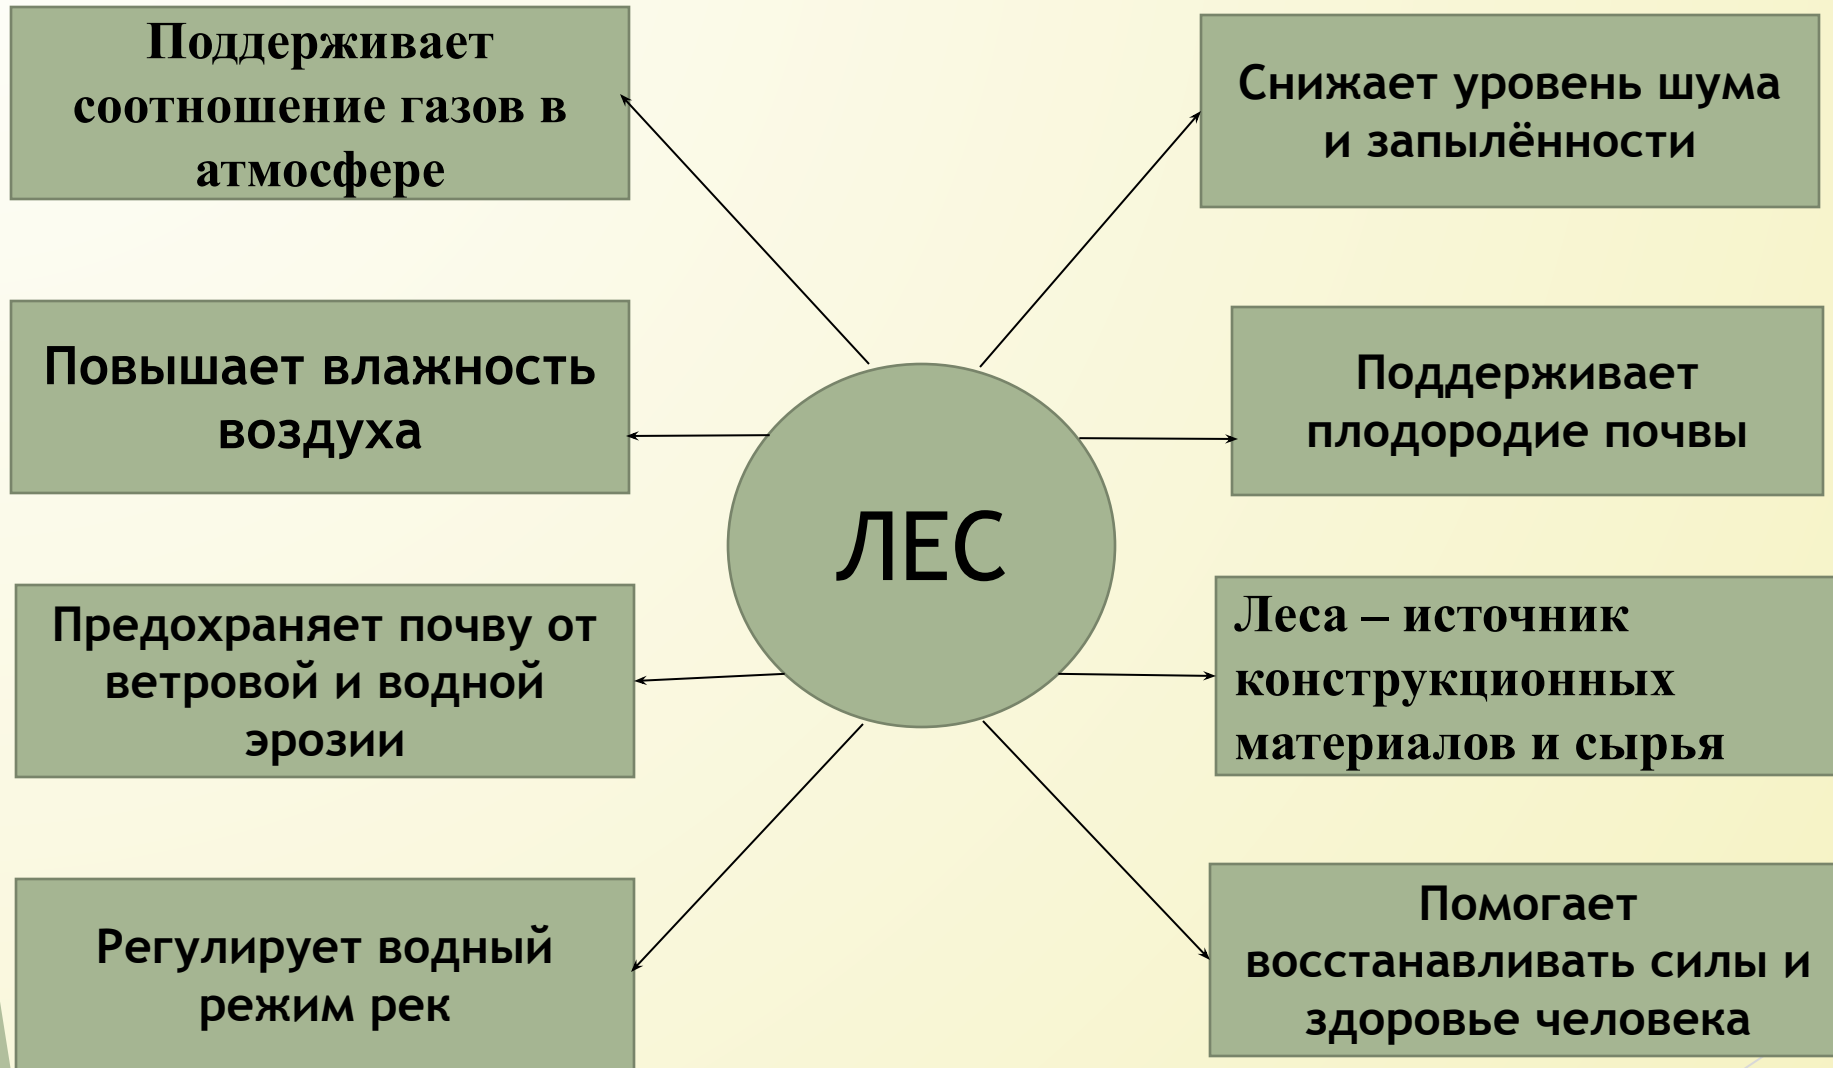 Поддерживает
соотношение газов в
атмосфере
Снижает уровень шума
и запылённости
Повышает влажность
воздуха
Поддерживает
плодородие почвы
ЛЕС
Предохраняет почву от
ветровой и водной
эрозии
Леса – источник
конструкционных
материалов и сырья
Регулирует водный
режим рек
Помогает
восстанавливать силы и
здоровье человека